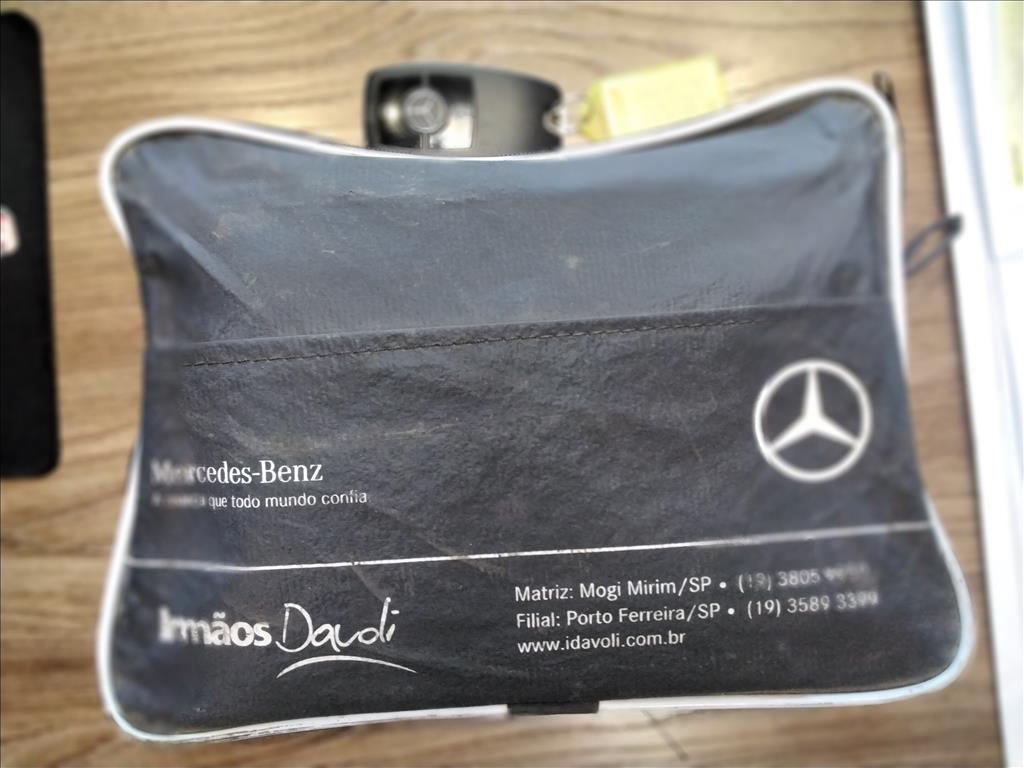 Mercedes-Benz
que todo mundo confia
Irmãos Davoli
Matriz: Mogi Mirim/SP • (19) 3805
Filial: Porto Ferreira/SP • (19) 3589 3399
www.idavoli.com.br